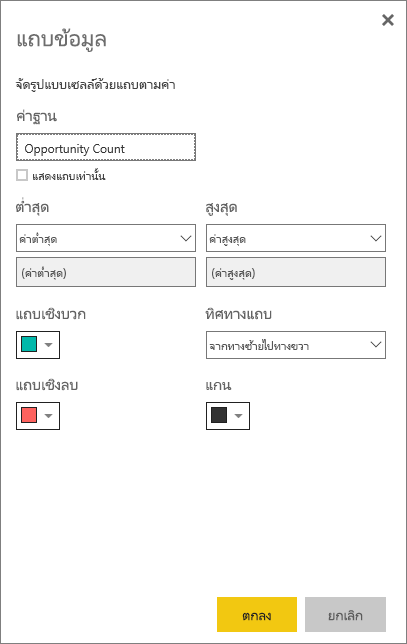 แถบข้อมูล
จัดรูปแบบเซลล์ด้วยแถบตามค่า
ค่าฐาน
Opportunity Count
แสดงแถบเท่านั้น
ต่ำสุด สูงสุด
ค่าต่ำสุด ค่าสูงสุด
(ค่าต่ำสุด) (ค่าสูงสุด)
แถบเชิงบวก ทิศทางแถบ
จากทางซ้ายไปทางขวา
แถบเชิงลบ แกน
ตกลง ยกเลิก